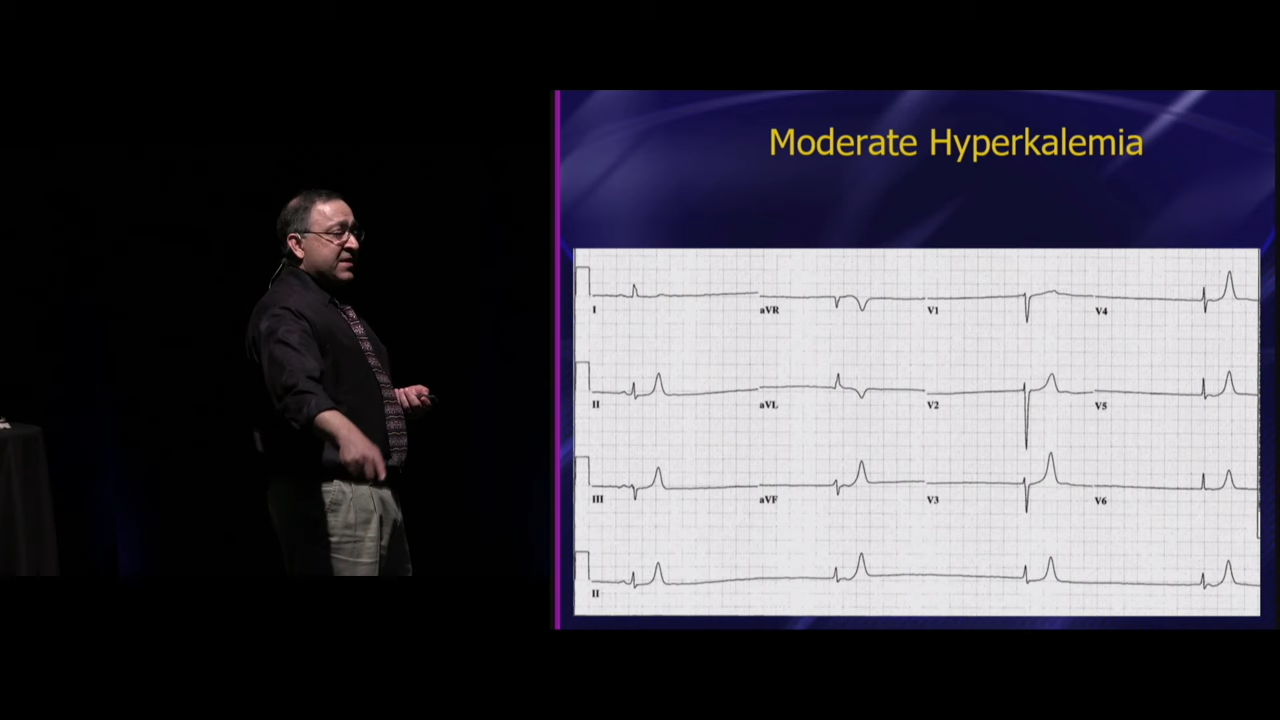 Moderate Hyperkalemia
I aVR V1 V4
II aVL V2 V5
III aVF V3 V6
II